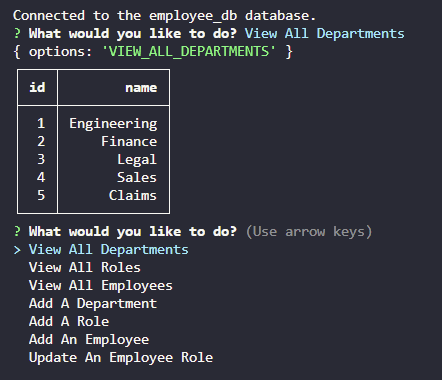 Connected to the employee_db database.
? What would you like to do? View All Departments
{ options: 'VIEW_ALL_DEPARTMENTS' }
id name
1 Engineering
2 Finance
3 Legal
4 Sales
5 Claims
? What would you like to do? (Use arrow keys)
> View All Departments
View All Roles
View All Employees
Add A Department
Add A Role
Add An Employee
Update An Employee Role